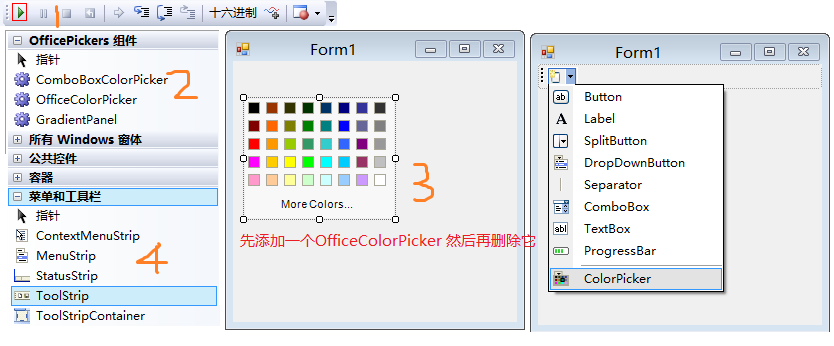 十六进制
1
OfficePickers 组件
指针
ComboBoxColorPicker
OfficeColorPicker
GradientPanel
2
所有 Windows 窗体
公共控件
容器
菜单和工具栏
指针
ContextMenuStrip
MenuStrip
StatusStrip
ToolStrip
ToolStripContainer
4
Form1
More Colors...
3
先添加一个OfficeColorPicker 然后再删除它
Form1
ab Button
A Label
SplitButton
DropDownButton
Separator
ComboBox
abl TextBox
ProgressBar
ColorPicker